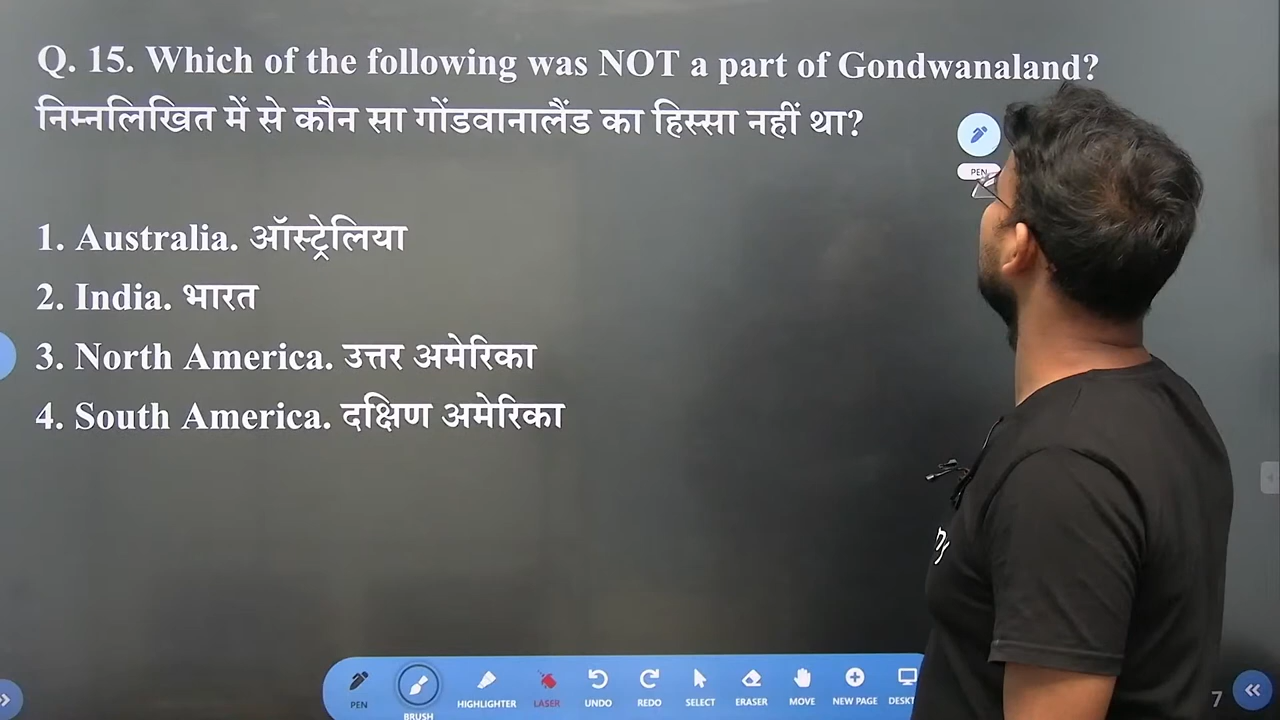 Q. 15. Which of the following was NOT a part of Gondwanaland?
निम्नलिखित में से कौन सा गोंडवानालैंड का हिस्सा नहीं था?
PEN
1. Australia. ऑस्ट्रेलिया
2. India. भारत
3. North America. उत्तर अमेरिका
4. South America. दक्षिण अमेरिका
PEN BRUSH HIGHLIGHTER LASER UNDO REDO SELECT ERASER MOVE NEW PAGE
7